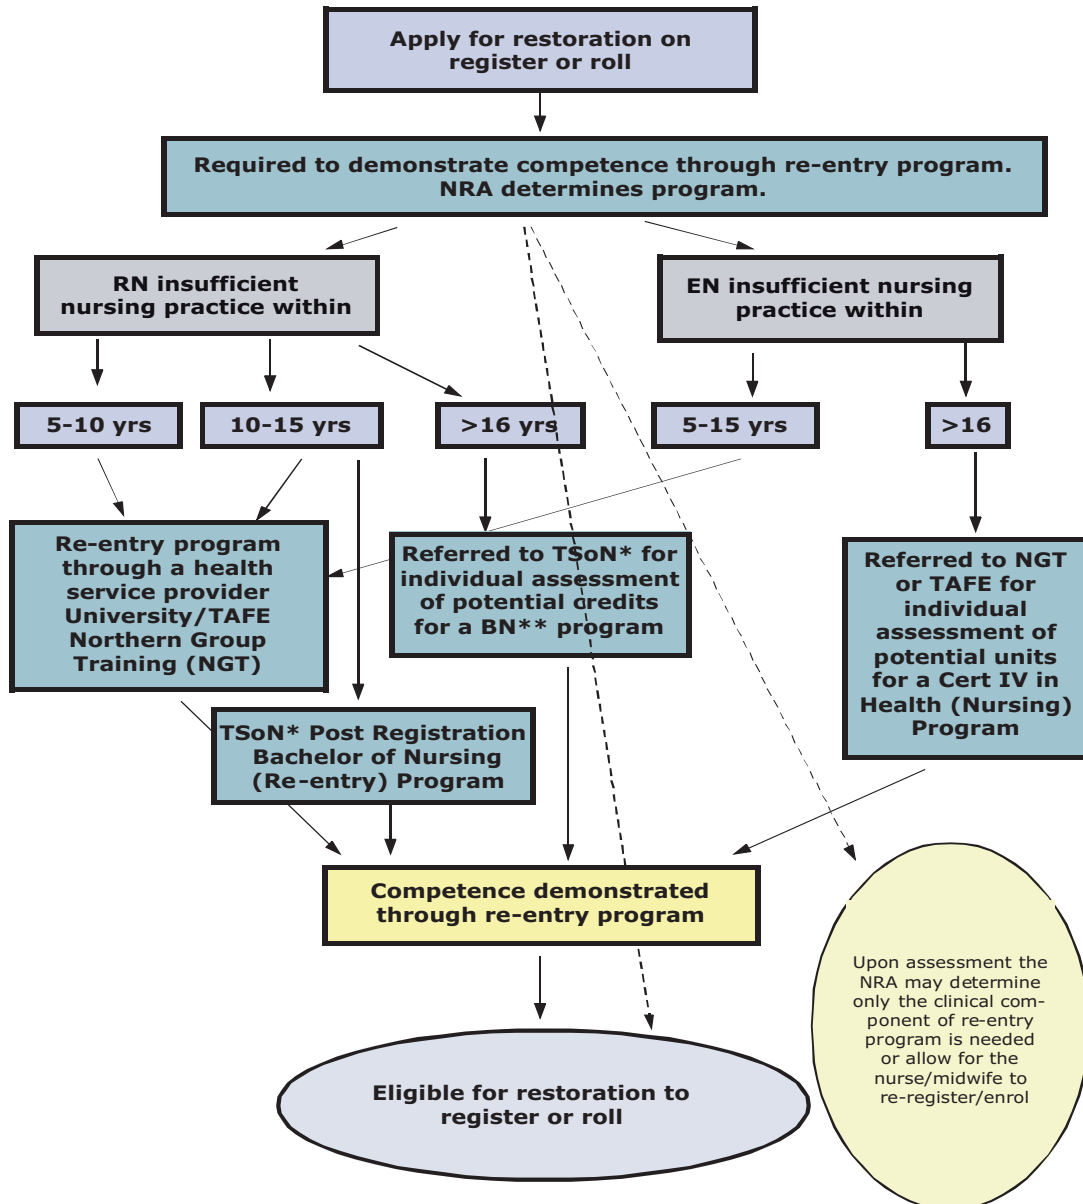 Apply for restoration on
register or roll
Required to demonstrate competence through re-entry program.
NRA determines program.
RN insufficient
nursing practice within
EN insufficient nursing
practice within
5-10 yrs
10-15 yrs
>16 yrs
5-15 yrs
>16
Re-entry program
through a health
service provider
University/TAFE
Northern Group
Training (NGT)
Referred to TSoN* for
individual assessment
of potential credits
for a BN** program
Referred to NGT
or TAFE for
individual
assessment of
potential units
for a Cert IV in
Health (Nursing)
Program
TSoN* Post Registration
Bachelor of Nursing
(Re-entry) Program
Competence demonstrated
through re-entry program
Upon assessment the
NRA may determine
only the clinical com-
ponent of re-entry
program is needed
or allow for the
nurse/midwife to
re-register/enrol
Eligible for restoration to
register or roll